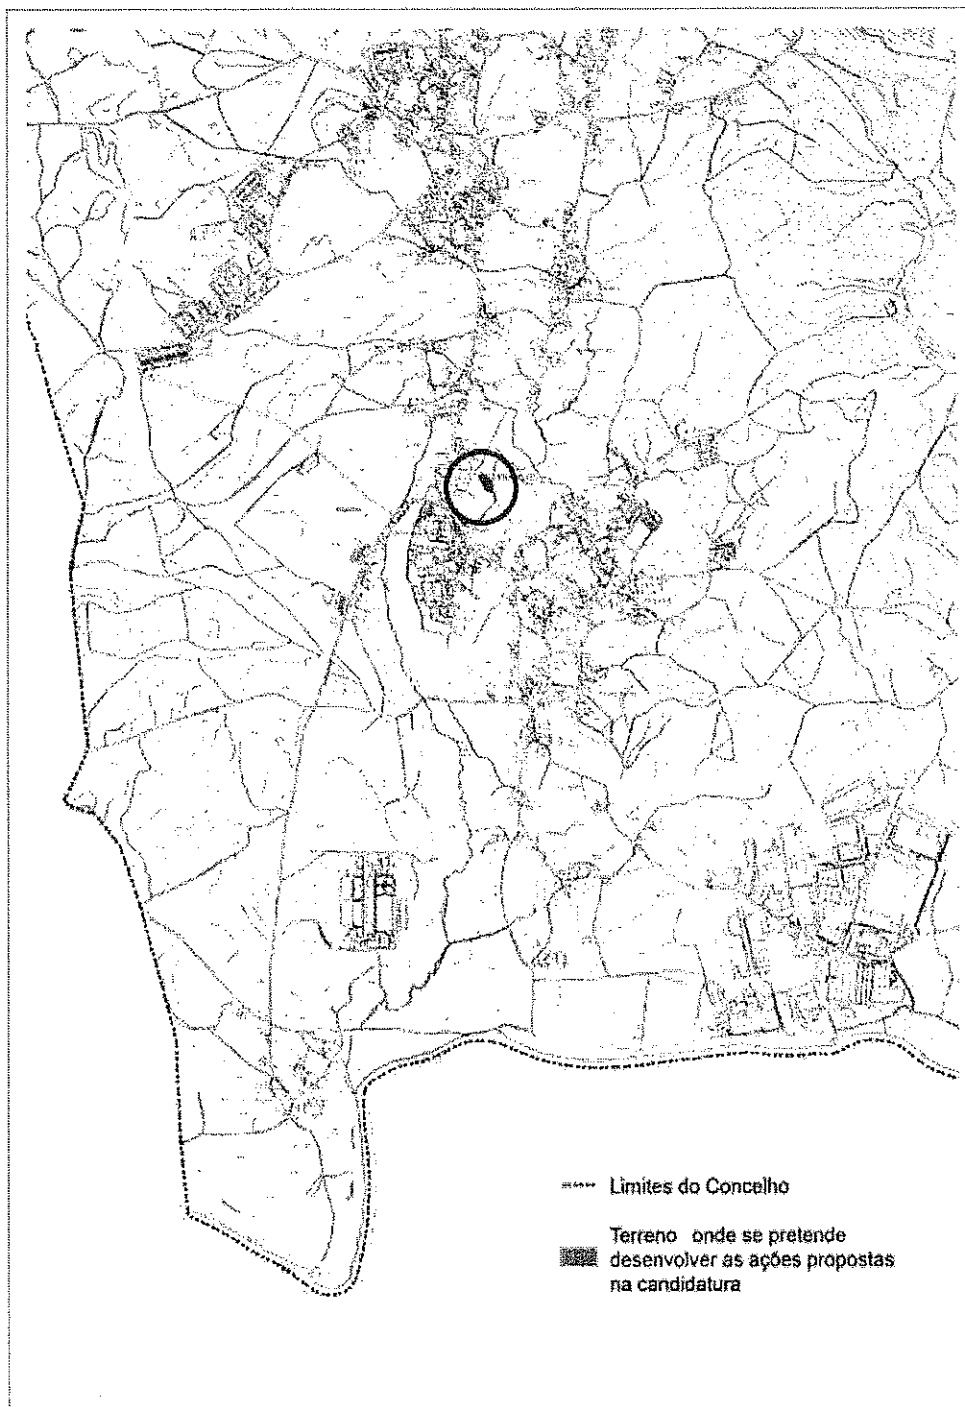 Limites do Concelho
Terreno onde se pretende
desenvolver as ações propostas
na candidatura